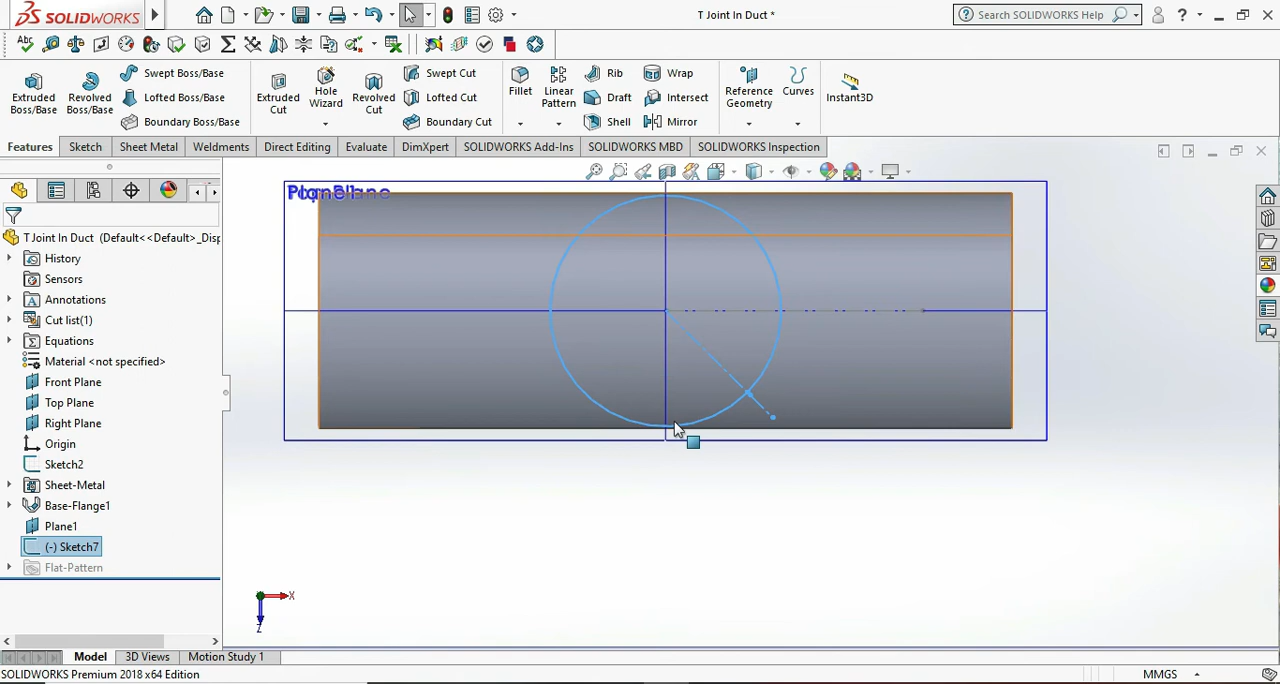 SOLIDWORKS
T Joint In Duct *
Search SOLIDWORKS Help
Extruded Boss/Base
Revolved Boss/Base
Swept Boss/Base
Lofted Boss/Base
Boundary Boss/Base
Extruded Cut
Hole Wizard
Revolved Cut
Swept Cut
Lofted Cut
Boundary Cut
Fillet
Linear Pattern
Rib
Draft
Shell
Wrap
Intersect
Mirror
Reference Geometry
Curves
Instant3D
Features
Sketch
Sheet Metal
Weldments
Direct Editing
Evaluate
DimXpert
SOLIDWORKS Add-Ins
SOLIDWORKS MBD
SOLIDWORKS Inspection
T Joint In Duct (Default<<Default>_Disp
History
Sensors
Annotations
Cut list(1)
Equations
Material <not specified>
Front Plane
Top Plane
Right Plane
Origin
Sketch2
Sheet-Metal
Base-Flange1
Plane1
(-) Sketch7
Flat-Pattern
X
Z
Model
3D Views
Motion Study 1
SOLIDWORKS Premium 2018 x64 Edition
MMGS